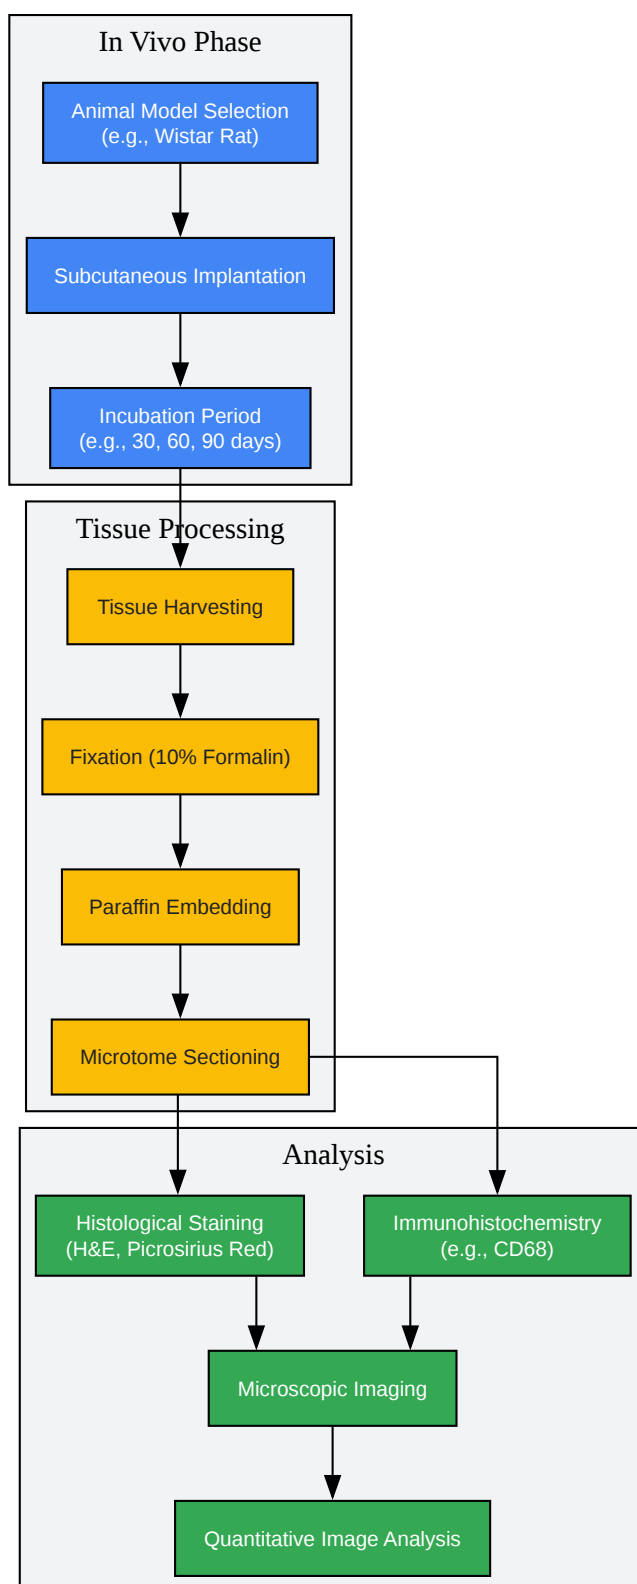 In Vivo Phase
Animal Model Selection
(e.g., Wistar Rat)
Subcutaneous Implantation
Incubation Period
(e.g., 30, 60, 90 days)
Tissue Processing
Tissue Harvesting
Fixation (10% Formalin)
Paraffin Embedding
Microtome Sectioning
Analysis
Histological Staining
(H&E, Picrosirius Red)
Immunohistochemistry
(e.g., CD68)
Microscopic Imaging
Quantitative Image Analysis